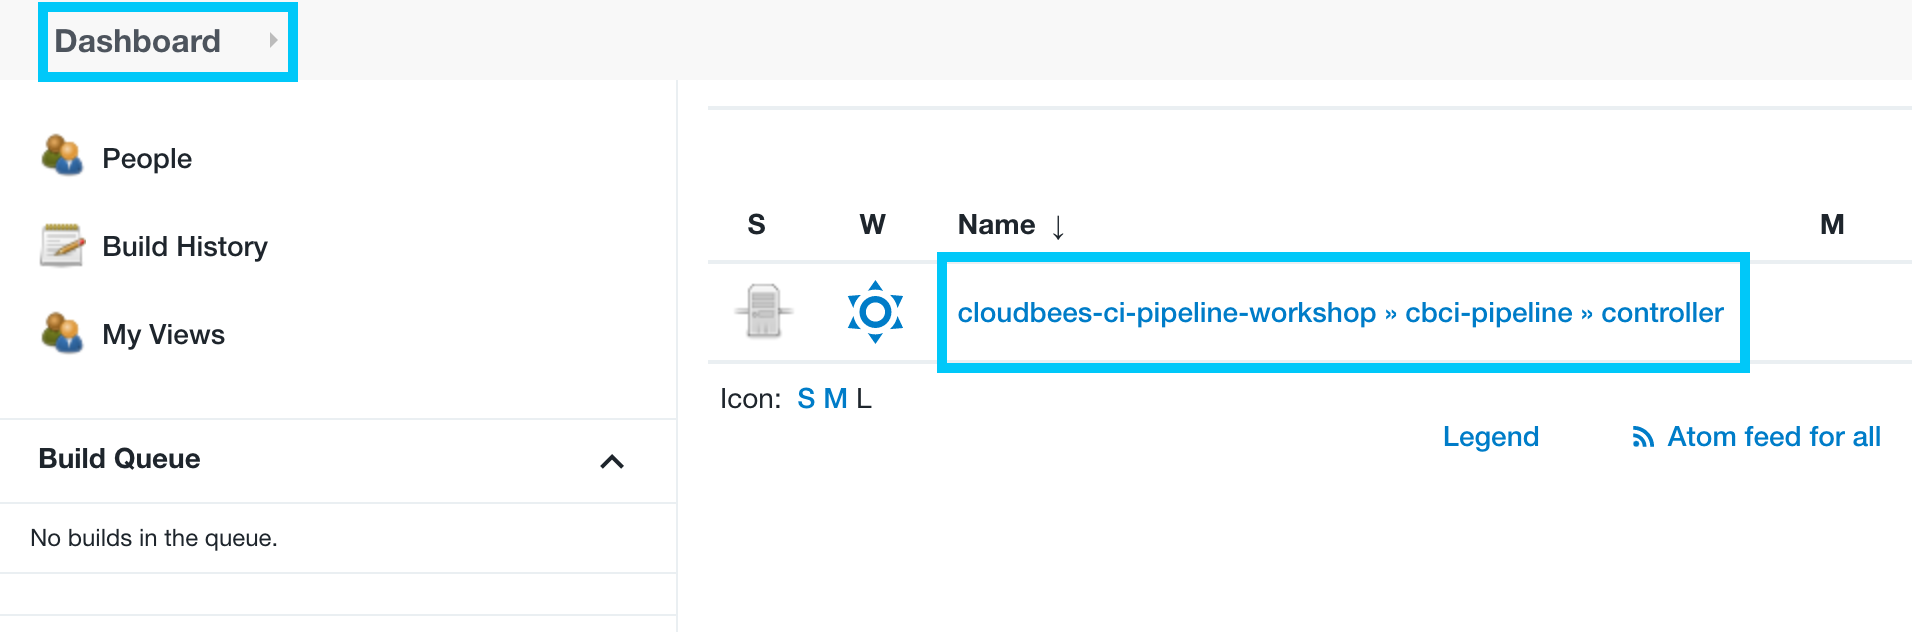 Dashboard
People
Build History
My Views
Build Queue
No builds in the queue.
S W Name ↓ M
cloudbees-ci-pipeline-workshop » cbci-pipeline » controller
Icon: S M L
Legend Atom feed for all